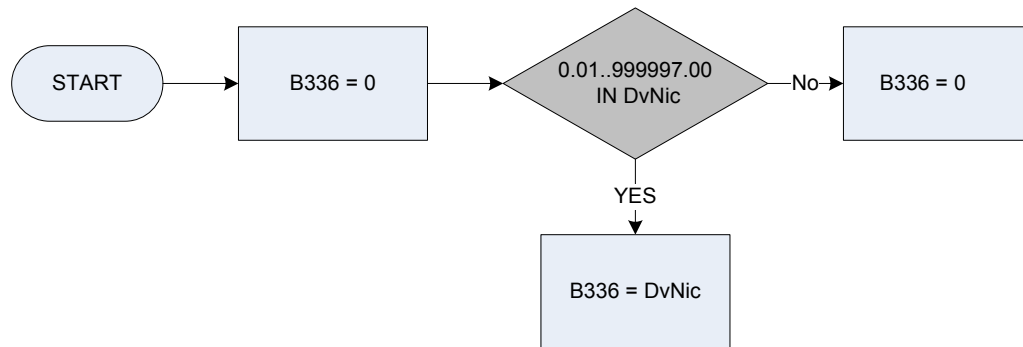 START
B336 = 0
0.01..999997.00
IN DvNic
No
B336 = 0
YES
B336 = DvNic